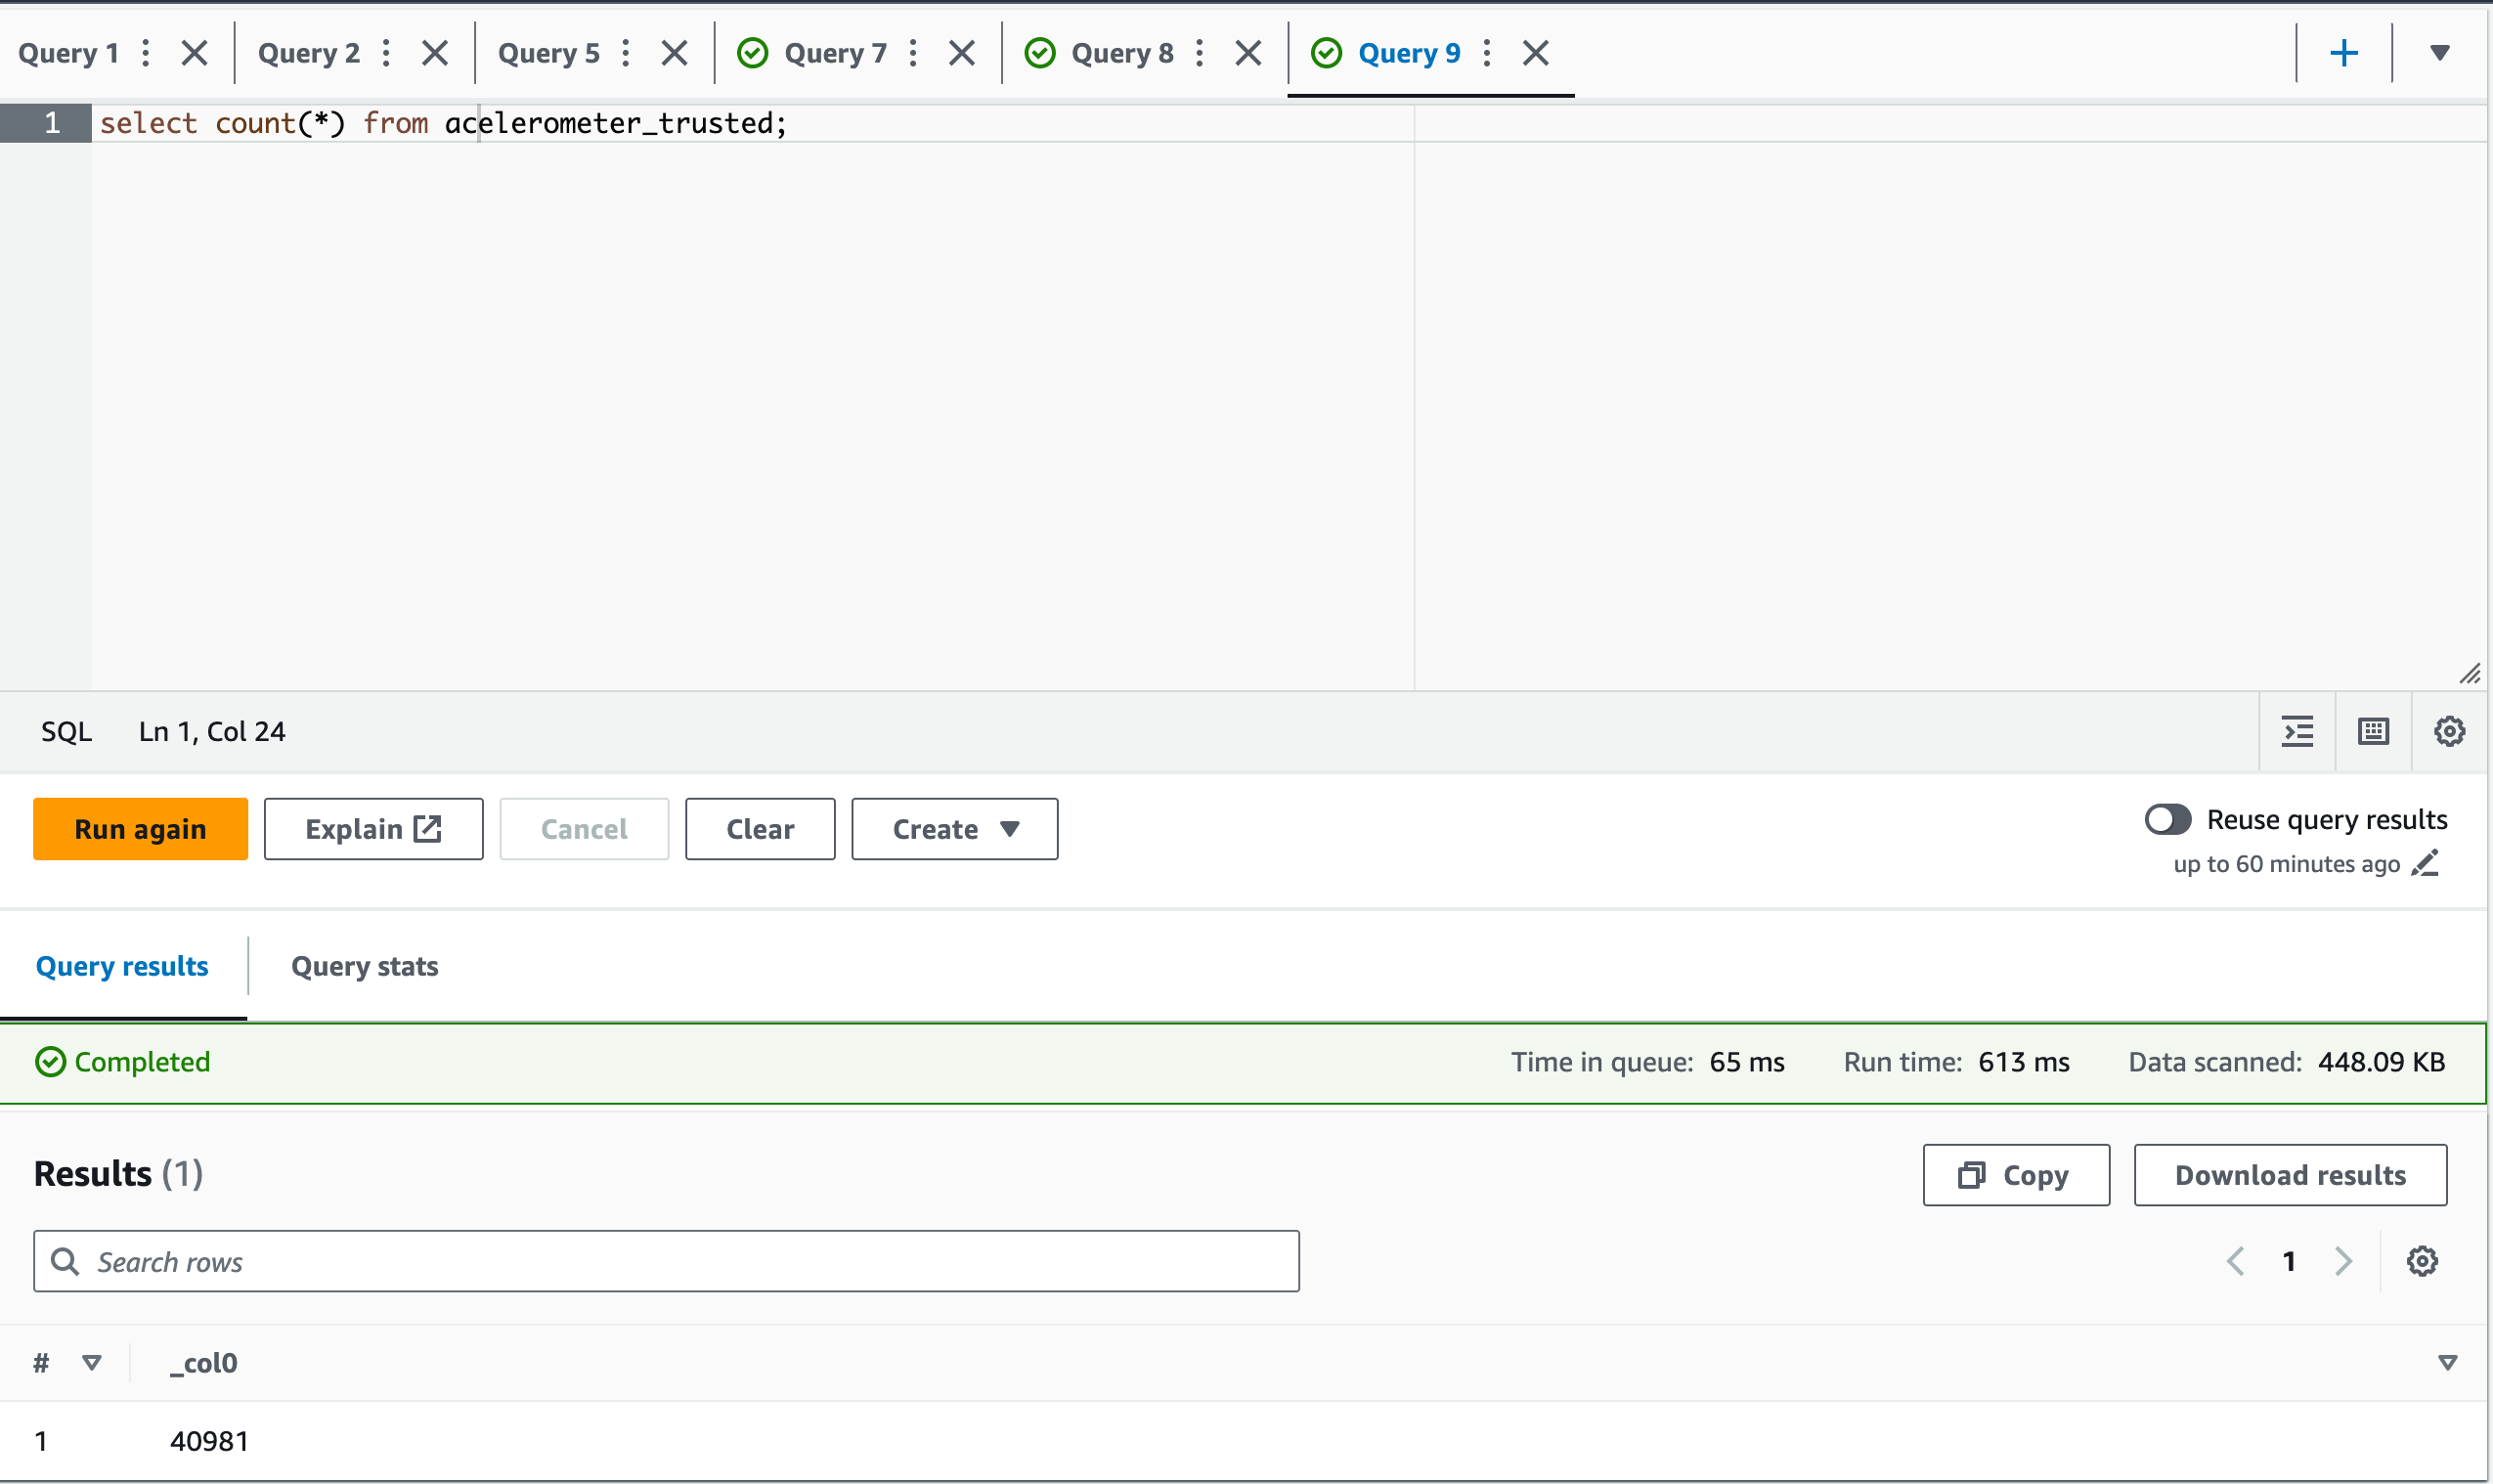 Query 1 Query 2 Query 5 Query 7 Query 8 Query 9
1 select count(*) from acelerometer_trusted;
SQL Ln 1, Col 24
Run again Explain Cancel Clear Create Reuse query results
up to 60 minutes ago
Query results Query stats
Completed Time in queue: 65 ms Run time: 613 ms Data scanned: 448.09 KB
Results (1) Copy Download results
Search rows 1
# _col0
1 40981